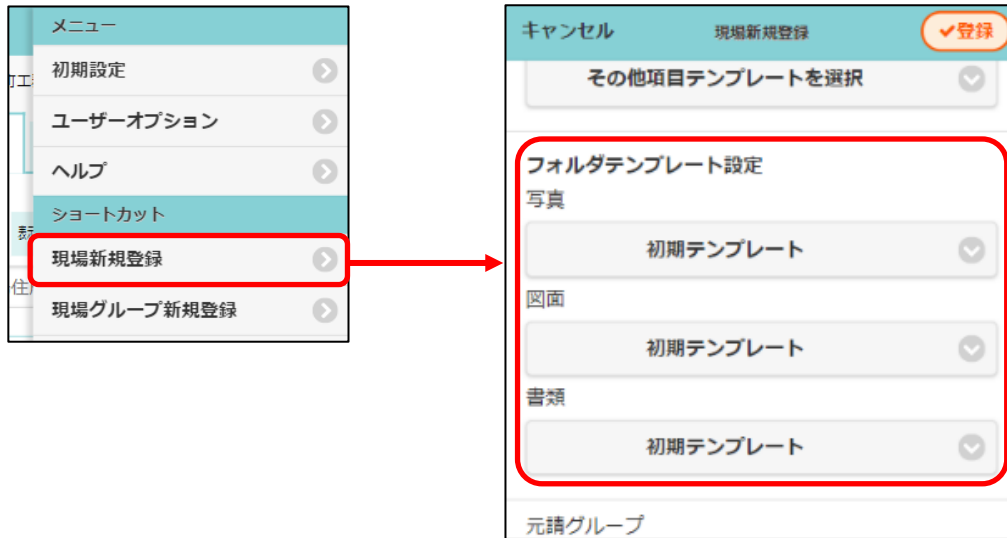 メニュー
初期設定
ユーザーオプション
ヘルプ
ショートカット
現場新規登録
現場グループ新規登録
キャンセル
現場新規登録
✓登録
その他項目テンプレートを選択
フォルダテンプレート設定
写真
初期テンプレート
図面
初期テンプレート
書類
初期テンプレート
元請グループ